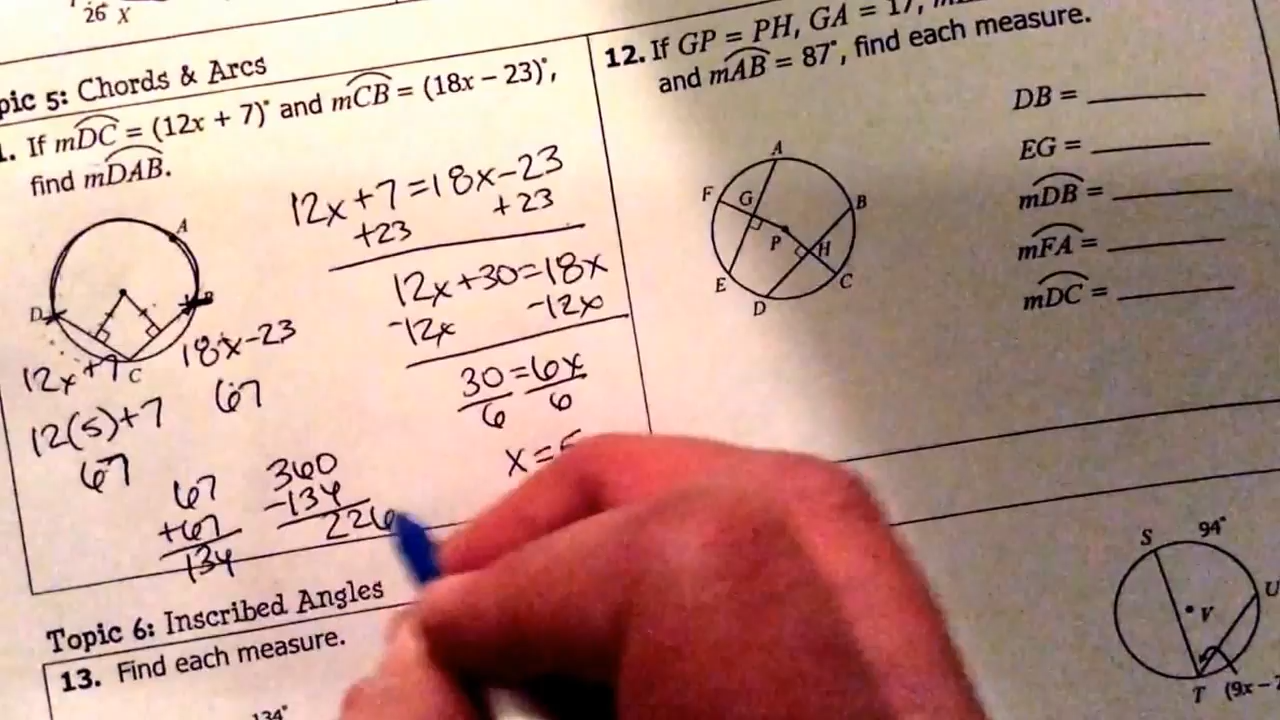 26 X
pic 5: Chords & Arcs
1. If mDC = (12x + 7)° and mCB = (18x – 23)°,
find mDAB.
12x+7=18x-23
+23 +23
12x+30=18x
-12x -12x
30=6x
6 6
x=5
A
B
D
C
12x+7
18x-23
12(5)+7
67
67
67
+67
134
360
-134
226
12. If GP = PH, GA = 17,
and mAB = 87°, find each measure.
A
F
G
B
P
H
E
C
D
DB =
EG =
mDB =
mFA =
mDC =
Topic 6: Inscribed Angles
13. Find each measure.
134°
S
94°
U
V
T
(9x –